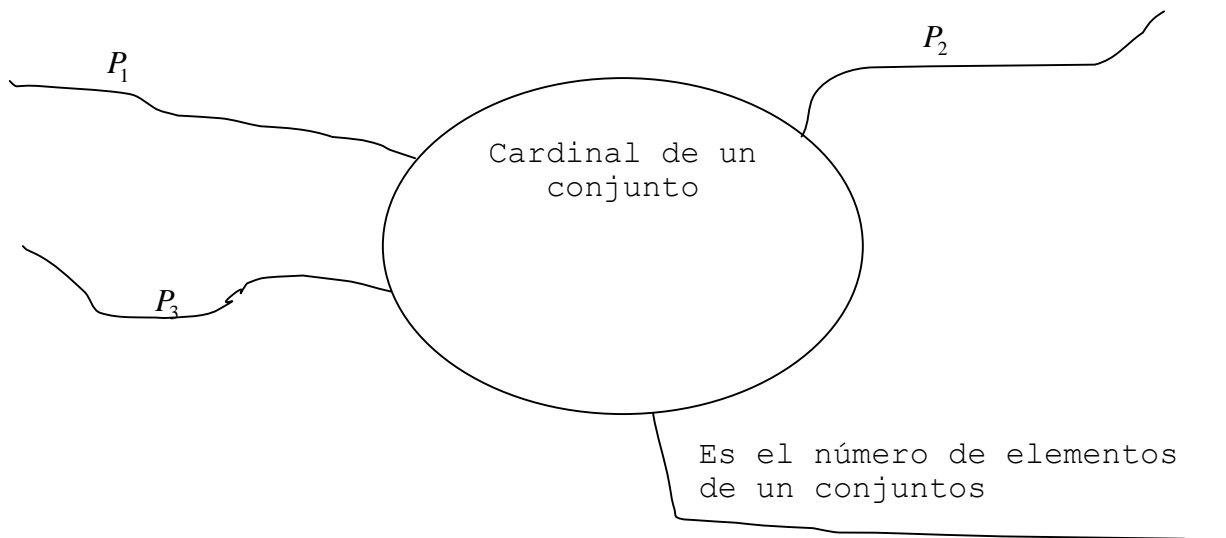 P₁
P₂
Cardinal de un
conjunto
P₃
Es el número de elementos
de un conjuntos